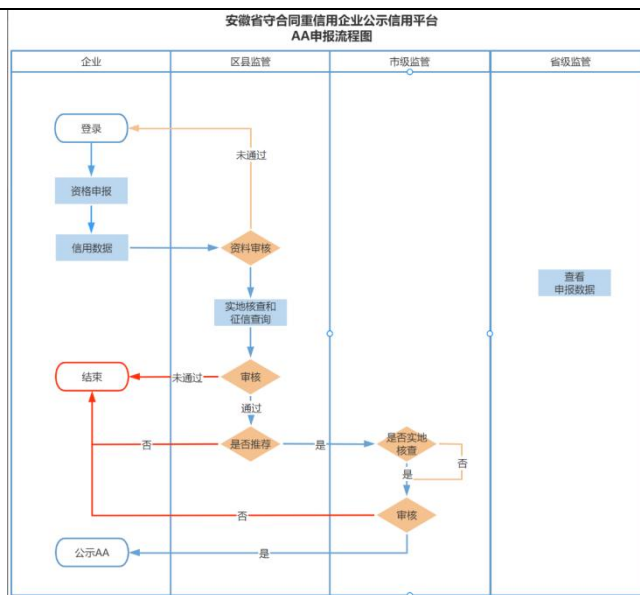 安徽省守合同重信用企业公示信用平台
AA申报流程图
企业
区县监管
市级监管
省级监管
登录
未通过
资格申报
信用数据
资料审核
查看
申报数据
实地核查和
征信查询
结束
未通过
审核
通过
否
是否推荐
是
是否实地
核查
否
是
否
审核
公示AA
是